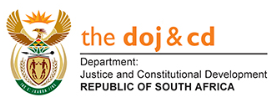 the doj & cd
Department:
Justice and Constitutional Development
REPUBLIC OF SOUTH AFRICA